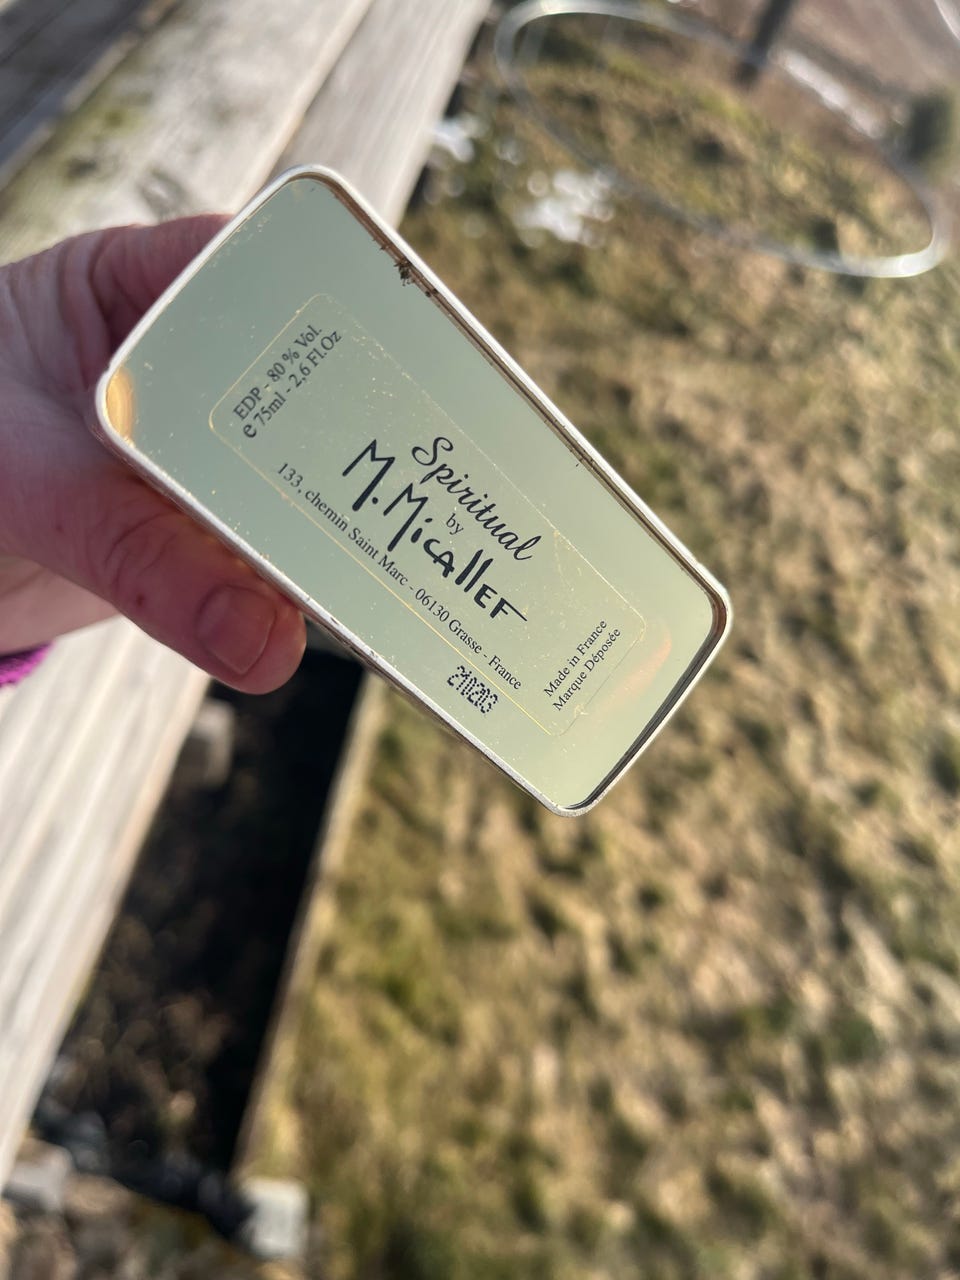 EDP - 80 % Vol.
e 75ml - 2,6 Fl.Oz
Spiritual
by
M. Micallef
133, chemin Saint Marc - 06130 Grasse - France
Made in France
Marque Déposée
210203